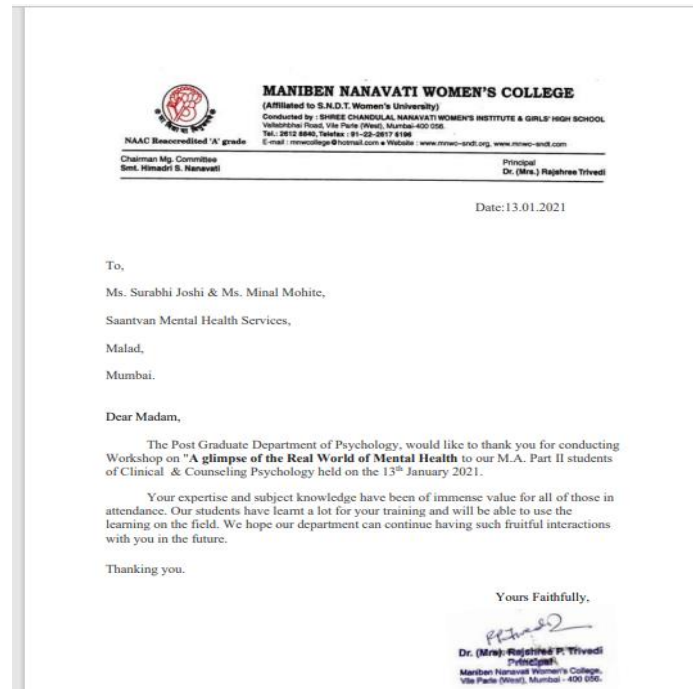 MANIBEN NANAVATI WOMEN'S COLLEGE
(Affiliated to S.N.D.T. Women's University)
Conducted by : SHREE CHANDULAL NANAVATI WOMEN'S INSTITUTE & GIRLS' HIGH SCHOOL
Vallabhbhai Road, Vile Parle (West), Mumbai-400 056.
Tel.: 2612 8840, Telefax : 91-22-2617 6196
NAAC Reaccredited 'A' grade
E-mail : mnwcollege@hotmail.com • Website : www.mnwc-sndt.org, www.mnwc-sndt.com
Chairman Mg. Committee
Smt. Himadri S. Nanavati
Principal
Dr. (Mrs.) Rajshree Trivedi
Date:13.01.2021
To,
Ms. Surabhi Joshi & Ms. Minal Mohite,
Saantvan Mental Health Services,
Malad,
Mumbai.
Dear Madam,
The Post Graduate Department of Psychology, would like to thank you for conducting
Workshop on "A glimpse of the Real World of Mental Health to our M.A. Part II students
of Clinical & Counseling Psychology held on the 13th January 2021.
Your expertise and subject knowledge have been of immense value for all of those in
attendance. Our students have learnt a lot for your training and will be able to use the
learning on the field. We hope our department can continue having such fruitful interactions
with you in the future.
Thanking you.
Yours Faithfully,
Dr. (Mrs). Rajshree P. Trivedi
Principal
Maniben Nanavati Women's College,
Vile Parle (West), Mumbai - 400 056.